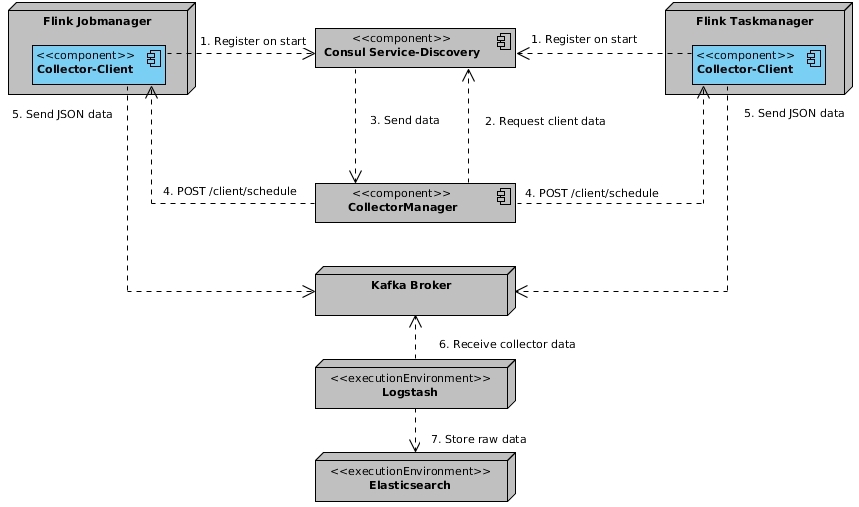 Flink Jobmanager
<<component>>
Collector-Client
1. Register on start
<<component>>
Consul Service-Discovery
1. Register on start
Flink Taskmanager
<<component>>
Collector-Client
5. Send JSON data
3. Send data
2. Request client data
5. Send JSON data
4. POST /client/schedule
<<component>>
CollectorManager
4. POST /client/schedule
Kafka Broker
6. Receive collector data
<<executionEnvironment>>
Logstash
7. Store raw data
<<executionEnvironment>>
Elasticsearch